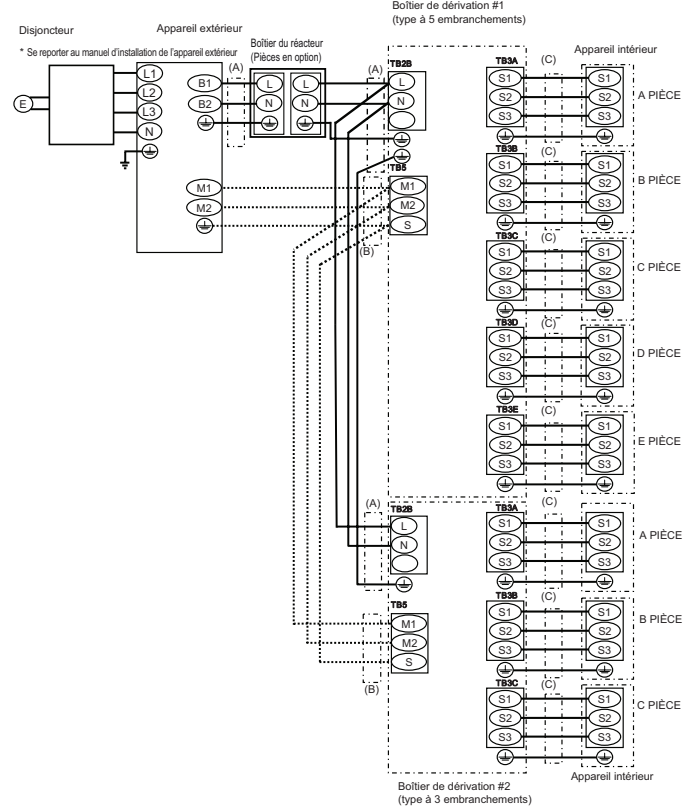 Boîtier de dérivation #1
(type à 5 embranchements)
Disjoncteur
Appareil extérieur
* Se reporter au manuel d'installation de l'appareil extérieur
Boîtier du réacteur
(Pièces en option)
Appareil intérieur
E
L1
L2
L3
N
B1
B2
M1
M2
(A)
L
N
L
N
(A)
(B)
TB2B
L
N
TB5
M1
M2
S
TB3A
S1
S2
S3
(C)
S1
S2
S3
A PIÈCE
TB3B
S1
S2
S3
(C)
S1
S2
S3
B PIÈCE
TB3C
S1
S2
S3
(C)
S1
S2
S3
C PIÈCE
TB3D
S1
S2
S3
(C)
S1
S2
S3
D PIÈCE
TB3E
S1
S2
S3
(C)
S1
S2
S3
E PIÈCE
(A)
TB2B
L
N
TB5
M1
M2
S
(B)
TB3A
S1
S2
S3
(C)
S1
S2
S3
A PIÈCE
TB3B
S1
S2
S3
(C)
S1
S2
S3
B PIÈCE
TB3C
S1
S2
S3
(C)
S1
S2
S3
C PIÈCE
Appareil intérieur
Boîtier de dérivation #2
(type à 3 embranchements)